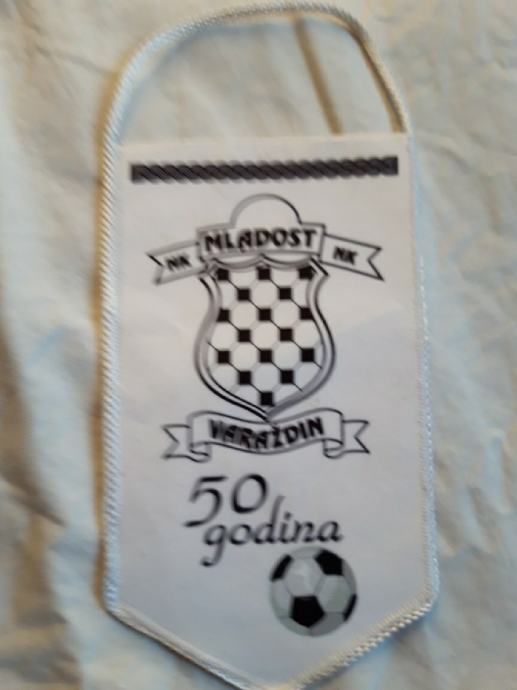 MLADOST
NK NK
VARAŽDIN
50
godina